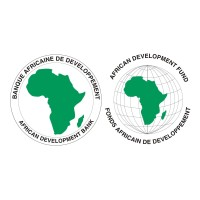 BANQUE AFRICAINE DE DEVELOPPEMENT
AFRICAN DEVELOPMENT BANK
AFRICAN DEVELOPMENT FUND
FONDS AFRICAIN DE DEVELOPPEMENT